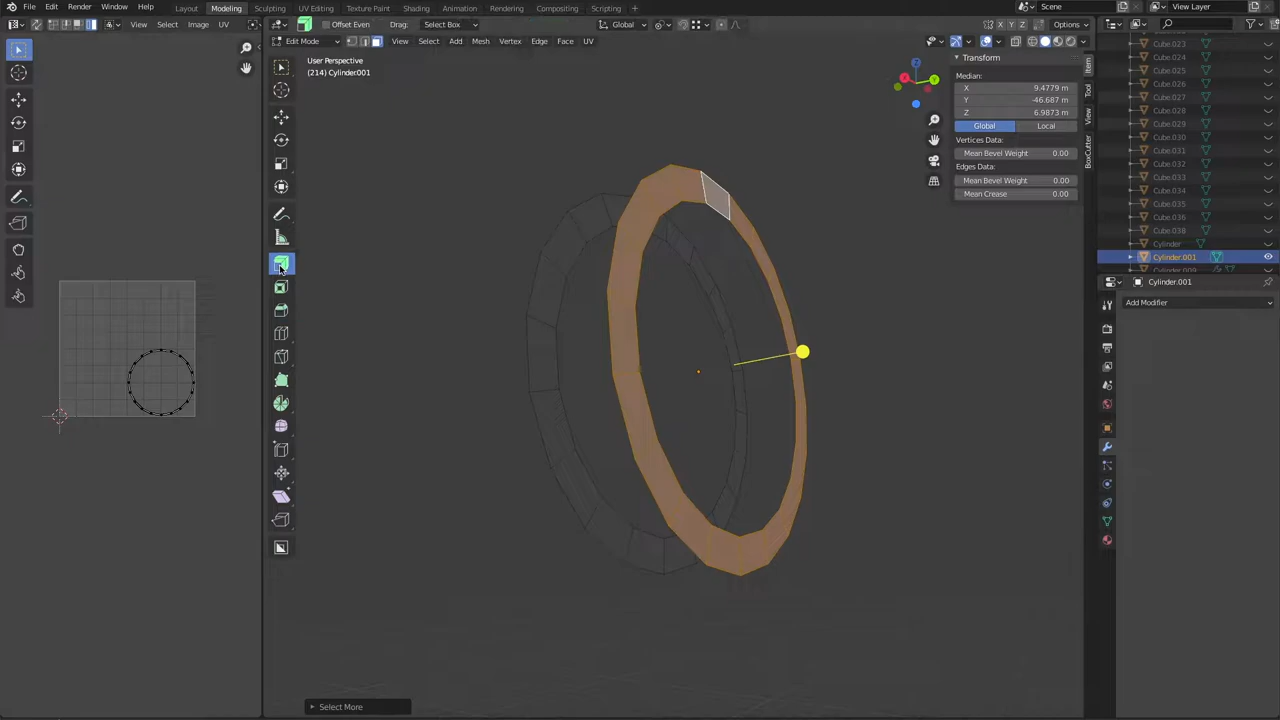 File Edit Render Window Help Layout Modeling Sculpting UV Editing Texture Paint Shading Animation Rendering Compositing Scripting Scene View Layer
View Select Image Offset Even Drag: Select Box Global Options
Edit Mode View Select Add Mesh Vertex Edge Face UV
User Perspective
(214) Cylinder001
X Y Z
Z
X
Y
Transform
Median:
X 9.4779 m
Y -46.687 m
Z 6.9873 m
Global Local
Vertices Data:
Mean Bevel Weight 0.00
Edges Data:
Mean Bevel Weight 0.00
Mean Crease 0.00
Item
Tool
View
BoxCutter
Cube.023
Cube.024
Cube.025
Cube.026
Cube.027
Cube.028
Cube.029
Cube.030
Cube.031
Cube.032
Cube.033
Cube.034
Cube.035
Cube.036
Cube.038
Cylinder
Cylinder.001
Cylinder.001
Add Modifier
Select More